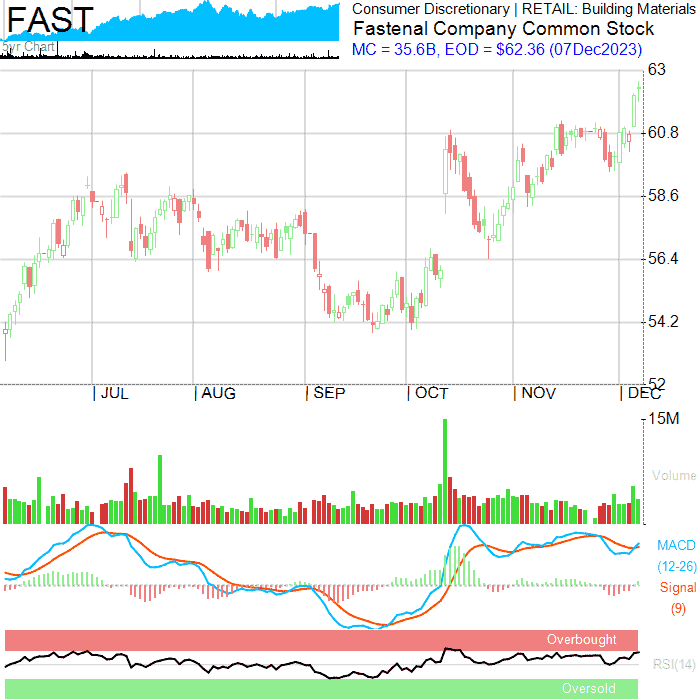 FAST
5yr Chart
Consumer Discretionary | RETAIL: Building Materials
Fastenal Company Common Stock
MC = 35.6B, EOD = $62.36 (07Dec2023)
63
60.8
58.6
56.4
54.2
52
| JUL | AUG | SEP | OCT | NOV | DEC
15M
Volume
MACD
(12-26)
Signal
(9)
Overbought
RSI(14)
Oversold